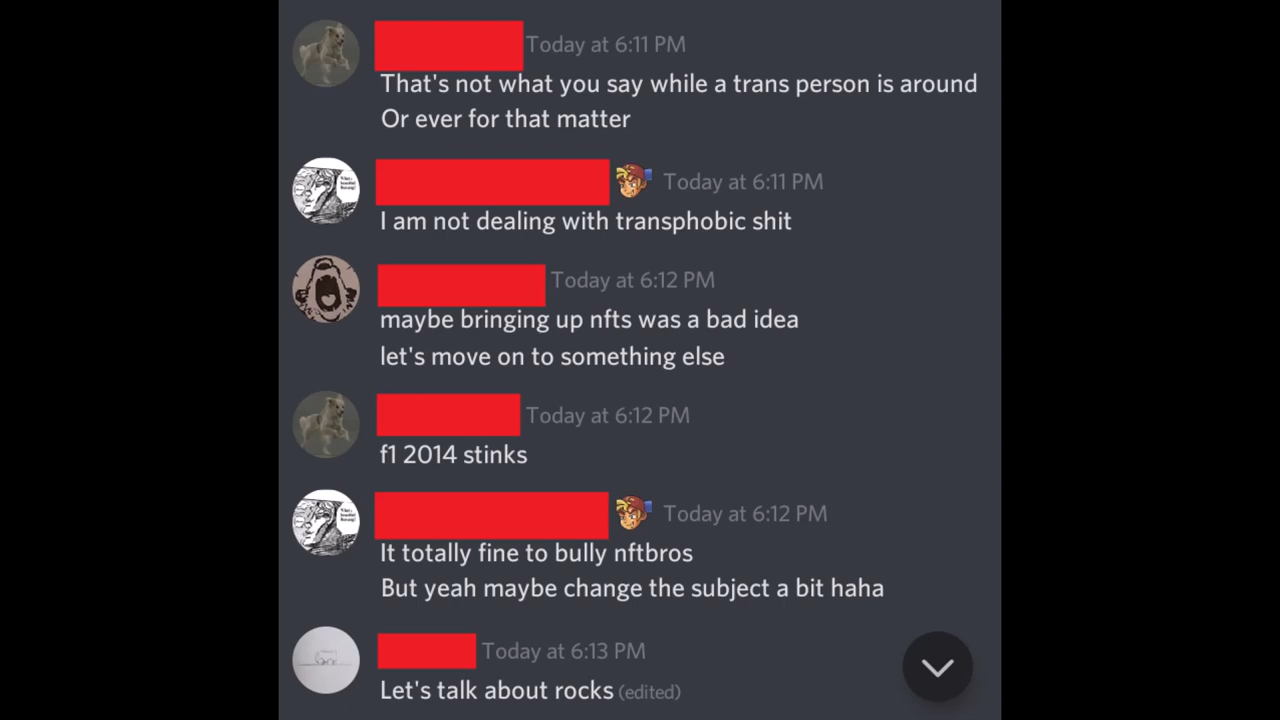 Today at 6:11 PM
That's not what you say while a trans person is around
Or ever for that matter
Today at 6:11 PM
I am not dealing with transphobic shit
Today at 6:12 PM
maybe bringing up nfts was a bad idea
let's move on to something else
Today at 6:12 PM
f1 2014 stinks
Today at 6:12 PM
It totally fine to bully nftbros
But yeah maybe change the subject a bit haha
Today at 6:13 PM
Let's talk about rocks (edited)